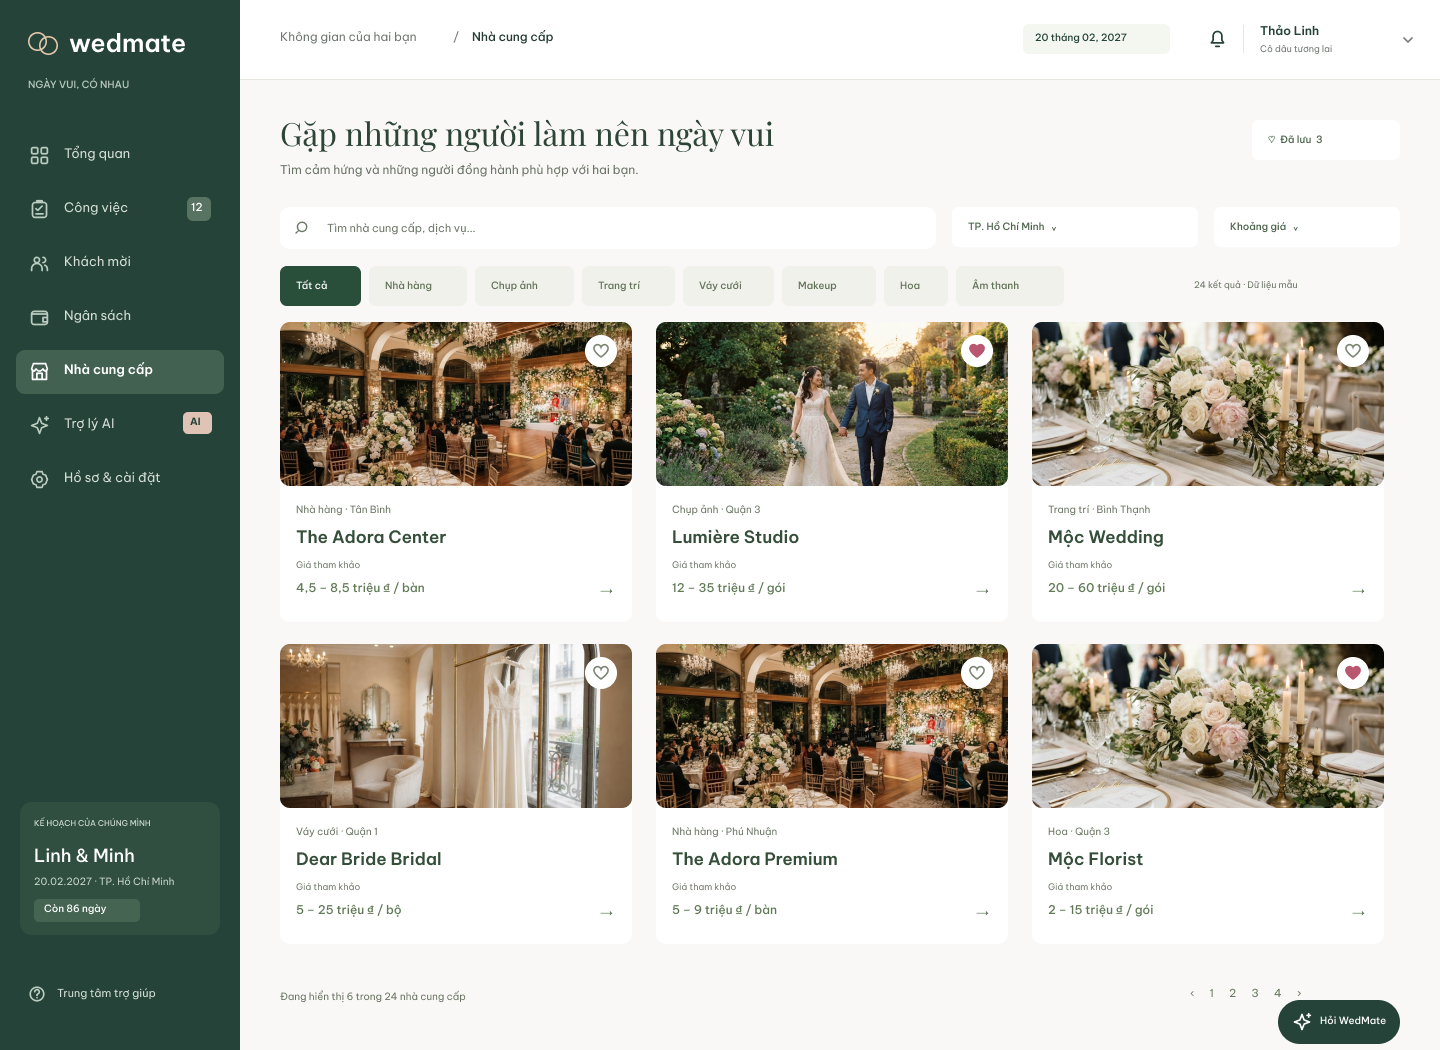 wedmate
NGÀY VUI, CÓ NHAU
Tổng quan
Công việc 12
Khách mời
Ngân sách
Nhà cung cấp
Trợ lý AI AI
Hồ sơ & cài đặt
KẾ HOẠCH CỦA CHÚNG MÌNH
Linh & Minh
20.02.2027 · TP. Hồ Chí Minh
Còn 86 ngày
Trung tâm trợ giúp
Không gian của hai bạn / Nhà cung cấp
20 tháng 02, 2027
Thảo Linh
Cô dâu tương lai
Gặp những người làm nên ngày vui
Tìm cảm hứng và những người đồng hành phù hợp với hai bạn.
♡ Đã lưu 3
Tìm nhà cung cấp, dịch vụ...
TP. Hồ Chí Minh
Khoảng giá
Tất cả Nhà hàng Chụp ảnh Trang trí Váy cưới Makeup Hoa Âm thanh
24 kết quả · Dữ liệu mẫu
Nhà hàng · Tân Bình
The Adora Center
Giá tham khảo
4,5 – 8,5 triệu ₫ / bàn →
Chụp ảnh · Quận 3
Lumière Studio
Giá tham khảo
12 – 35 triệu ₫ / gói →
Trang trí · Bình Thạnh
Mộc Wedding
Giá tham khảo
20 – 60 triệu ₫ / gói →
Váy cưới · Quận 1
Dear Bride Bridal
Giá tham khảo
5 – 25 triệu ₫ / bộ →
Nhà hàng · Phú Nhuận
The Adora Premium
Giá tham khảo
5 – 9 triệu ₫ / bàn →
Hoa · Quận 3
Mộc Florist
Giá tham khảo
2 – 15 triệu ₫ / gói →
Đang hiển thị 6 trong 24 nhà cung cấp
‹ 1 2 3 4 ›
Hỏi WedMate